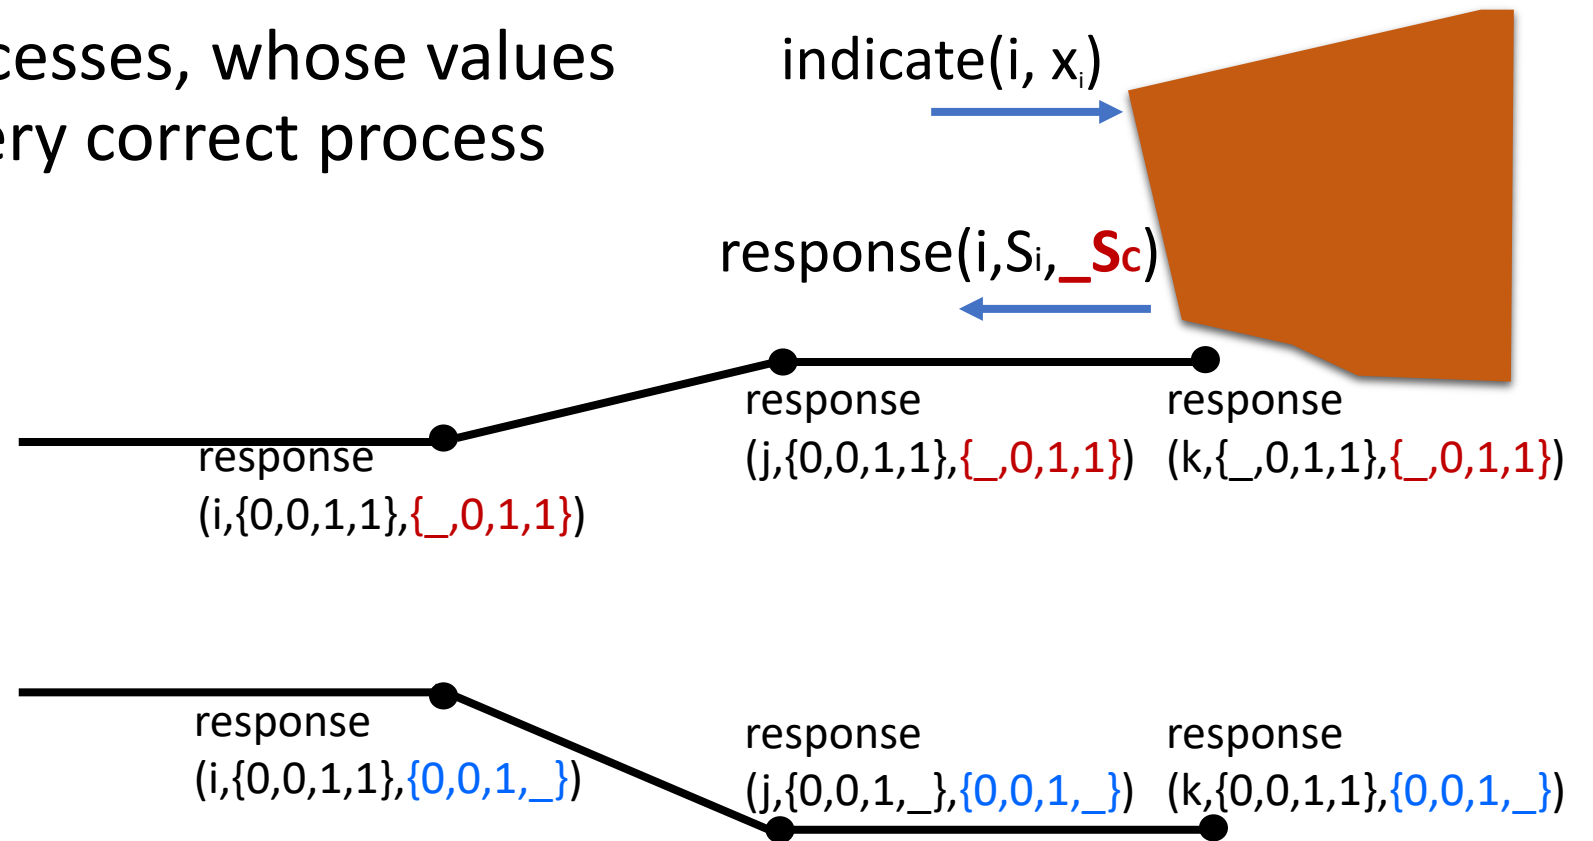 cesses, whose values
ery correct process
indicate(i, xᵢ)
response(i,Sᵢ,_Sc)
response
(i,{0,0,1,1},{_,0,1,1})
response
(j,{0,0,1,1},{_,0,1,1})
response
(k,{_,0,1,1},{_,0,1,1})
response
(i,{0,0,1,1},{0,0,1,_})
response
(j,{0,0,1,_},{0,0,1,_})
response
(k,{0,0,1,1},{0,0,1,_})